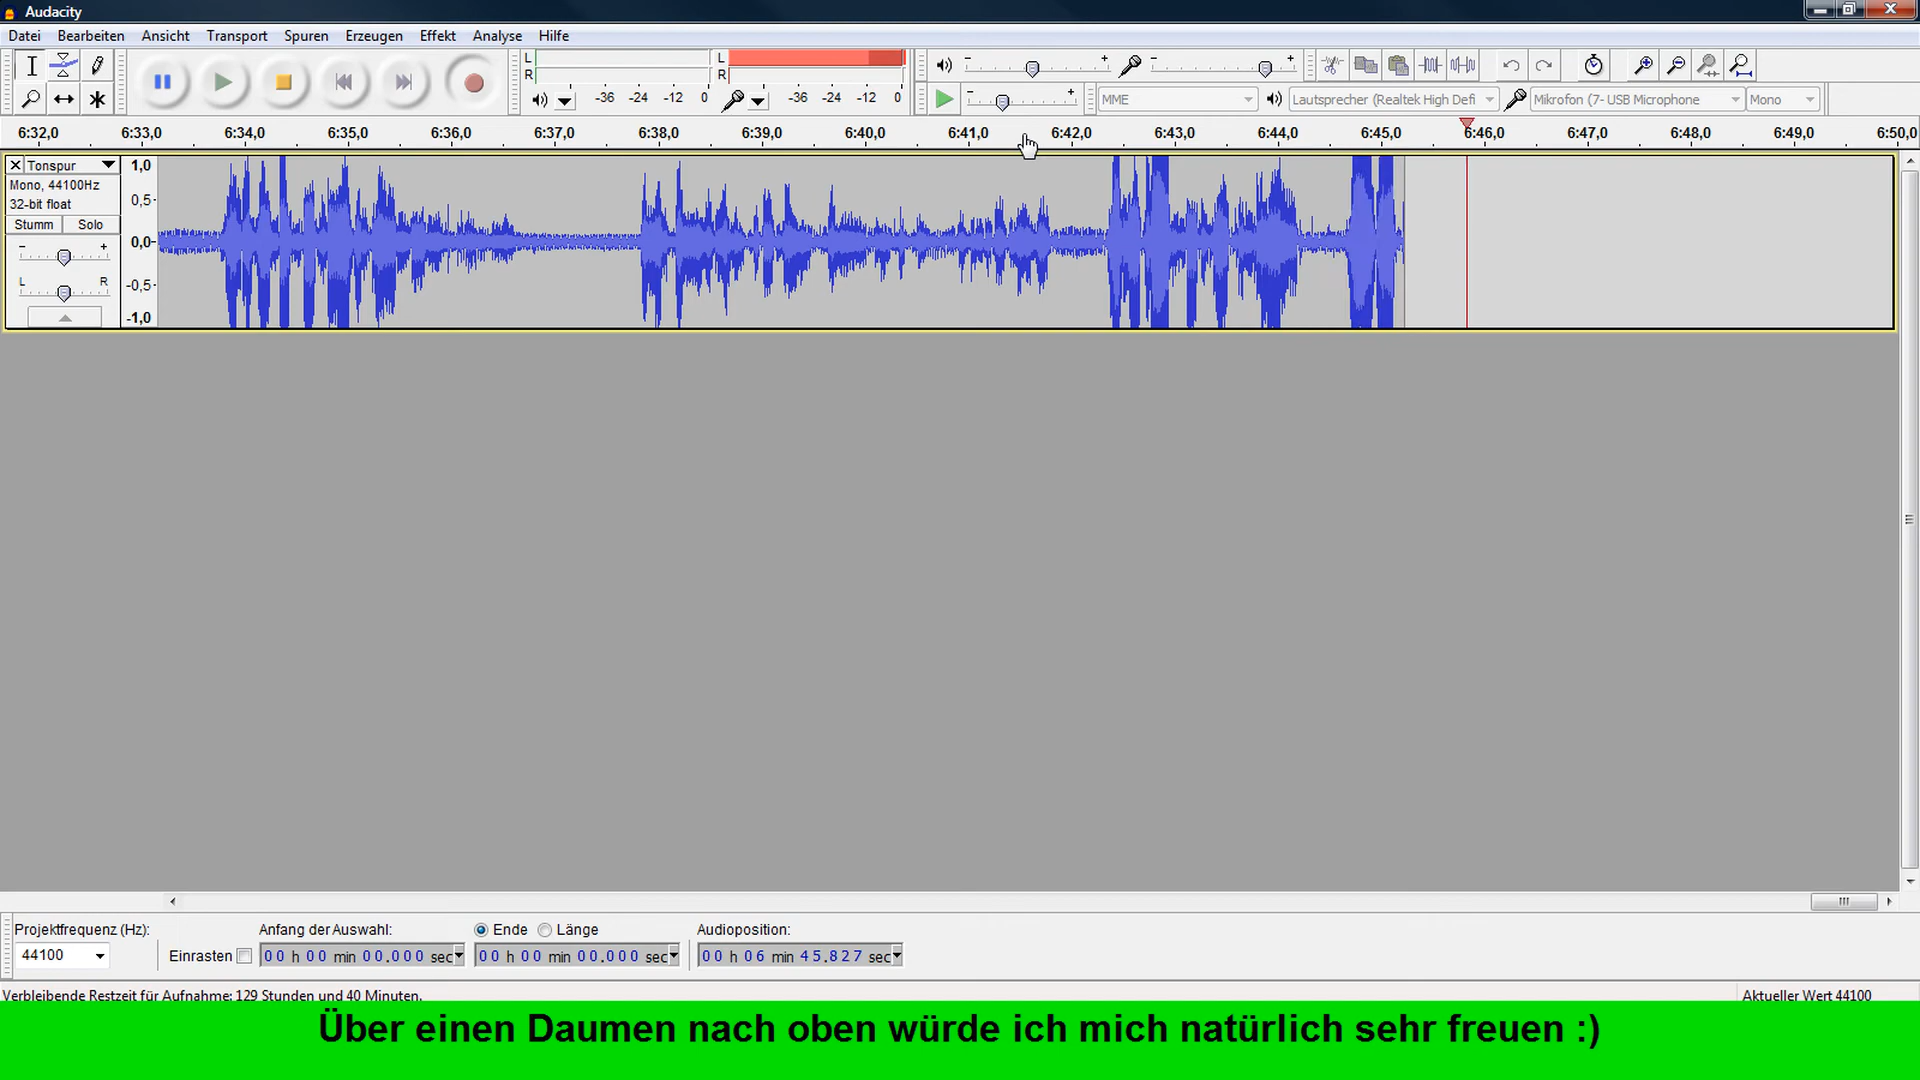 Audacity
Datei Bearbeiten Ansicht Transport Spuren Erzeugen Effekt Analyse Hilfe
L L - + - +
R R
-36 -24 -12 0 -36 -24 -12 0 - + MME Lautsprecher (Realtek High Defi Mikrofon (7- USB Microphone Mono
6:32,0 6:33,0 6:34,0 6:35,0 6:36,0 6:37,0 6:38,0 6:39,0 6:40,0 6:41,0 6:42,0 6:43,0 6:44,0 6:45,0 6:46,0 6:47,0 6:48,0 6:49,0 6:50,0
Tonspur 1,0
Mono, 44100Hz
32-bit float 0,5
Stumm Solo
- + 0,0
L R -0,5
-1,0
Projektfrequenz (Hz): Anfang der Auswahl: Ende Länge Audioposition:
44100 Einrasten 00 h 00 min 00.000 sec 00 h 00 min 00.000 sec 00 h 06 min 45.827 sec
Verbleibende Restzeit für Aufnahme: 129 Stunden und 40 Minuten. Aktueller Wert 44100
Über einen Daumen nach oben würde ich mich natürlich sehr freuen :)